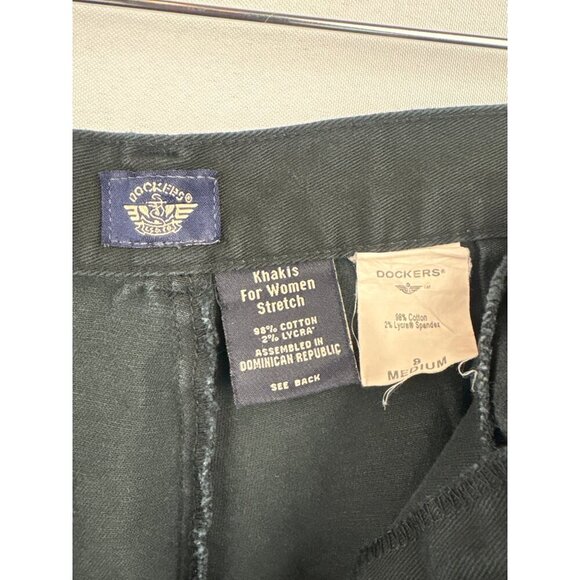 DOCKERS®
Khakis
For Women
Stretch
98% COTTON
2% LYCRA®
ASSEMBLED IN
DOMINICAN REPUBLIC
SEE BACK
DOCKERS®
98% Cotton
2% Lycra® Spandex
8
MEDIUM